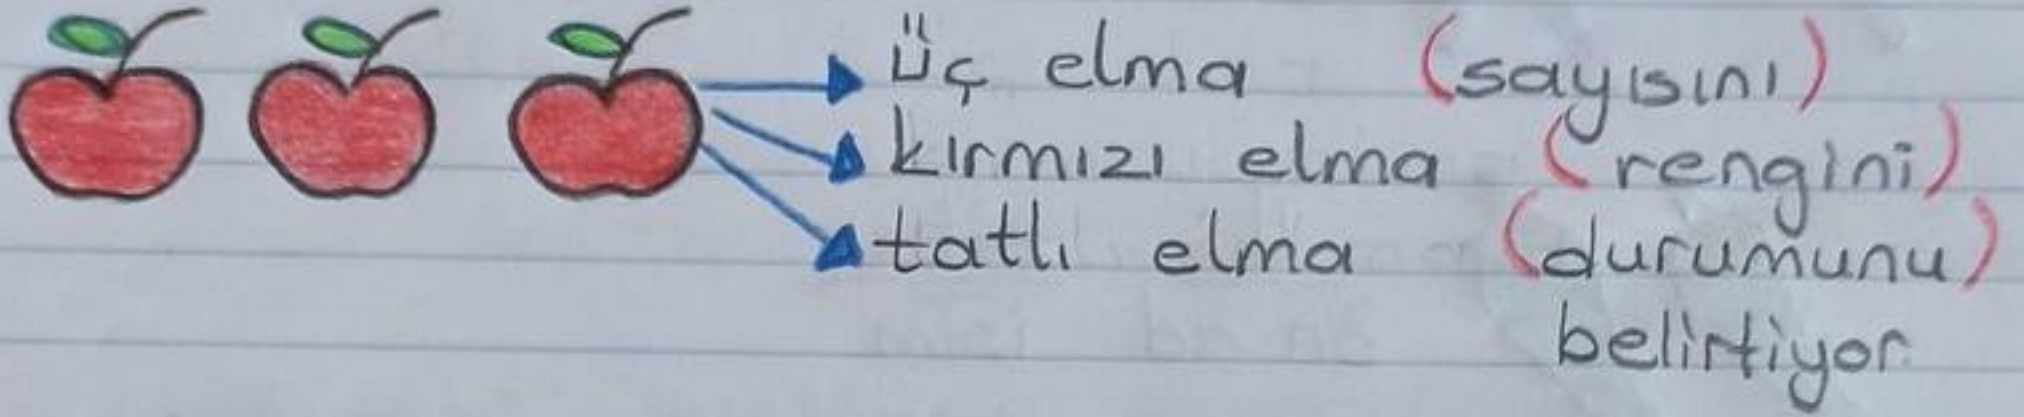 üç elma (sayısını)
kırmızı elma (rengini)
tatlı elma (durumunu)
belirtiyor